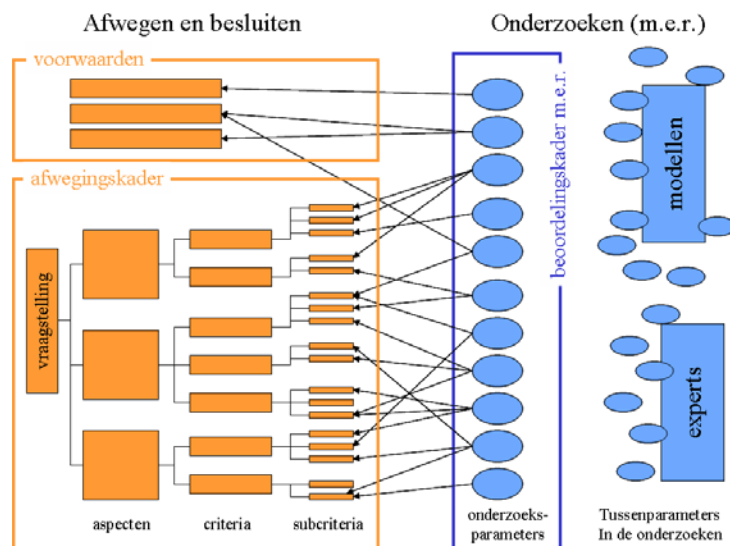 Afwegen en besluiten
Onderzoeken (m.e.r.)
voorwaarden
afwegingskader
vraagstelling
aspecten
criteria
subcriteria
beoordelingskader m.e.r.
onderzoeks-
parameters
modellen
experts
Tussenparameters
In de onderzoeken